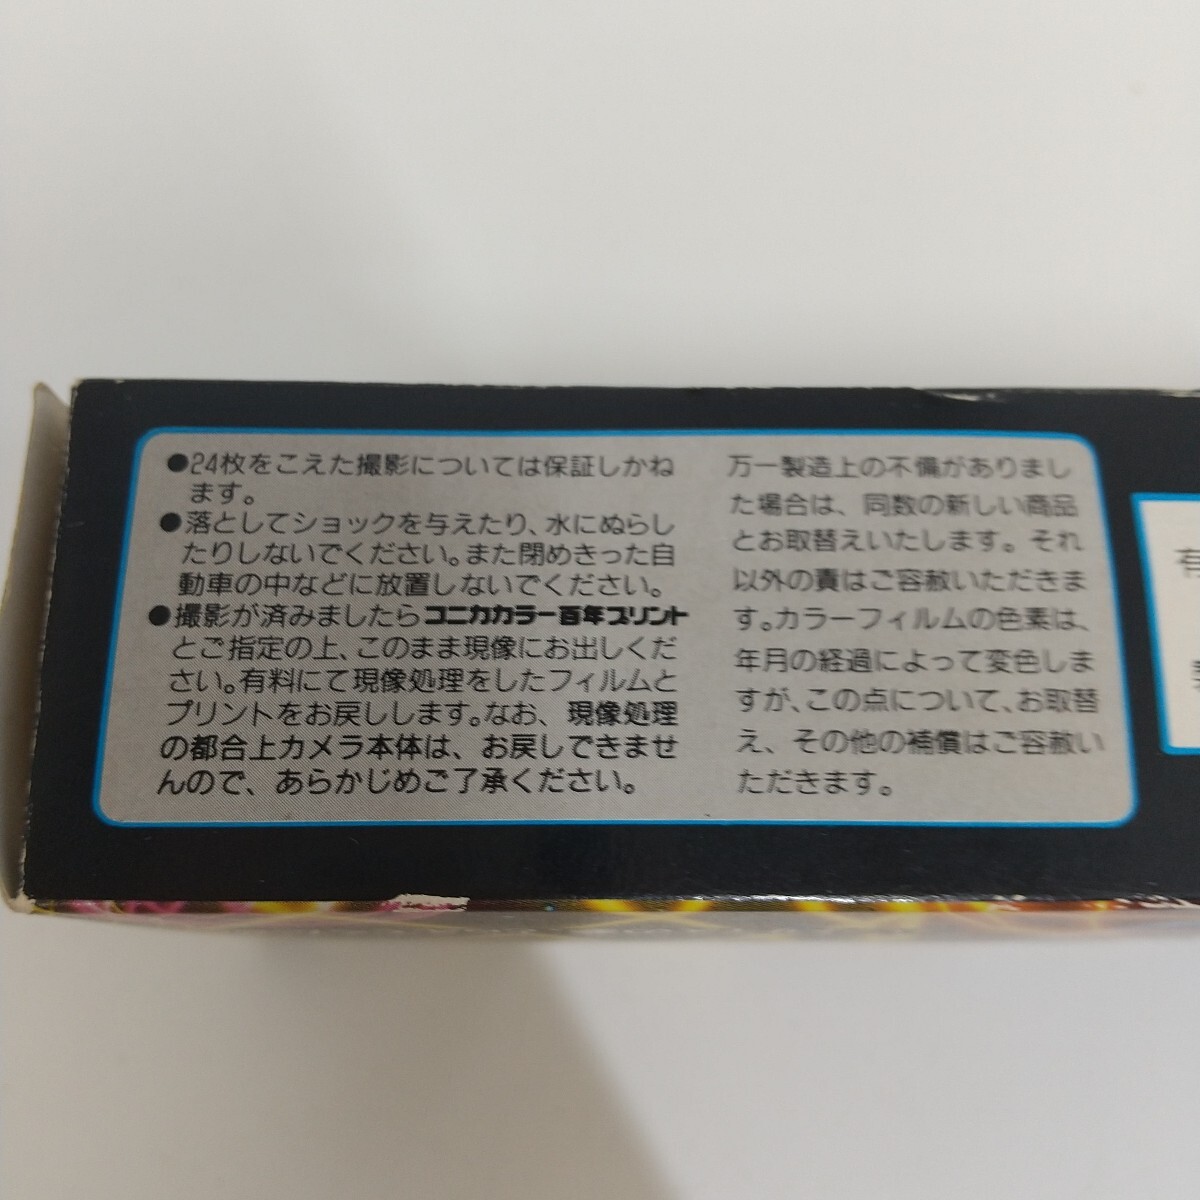 ●24枚をこえた撮影については保証しかね
ます。
●落としてショックを与えたり、水にぬらし
たりしないでください。また閉めきった自
動車の中などに放置しないでください。
●撮影が済みましたらコニカカラー百年プリント
とご指定の上、このまま現像にお出しくだ
さい。有料にて現像処理をしたフィルムと
プリントをお戻しします。なお、現像処理
の都合上カメラ本体は、お戻しできませ
んので、あらかじめご了承ください。
万一製造上の不備がありまし
た場合は、同数の新しい商品
とお取替えいたします。それ
以外の責はご容赦いただきま
す。カラーフィルムの色素は、
年月の経過によって変色しま
すが、この点について、お取替
え、その他の補償はご容赦い
ただきます。
有